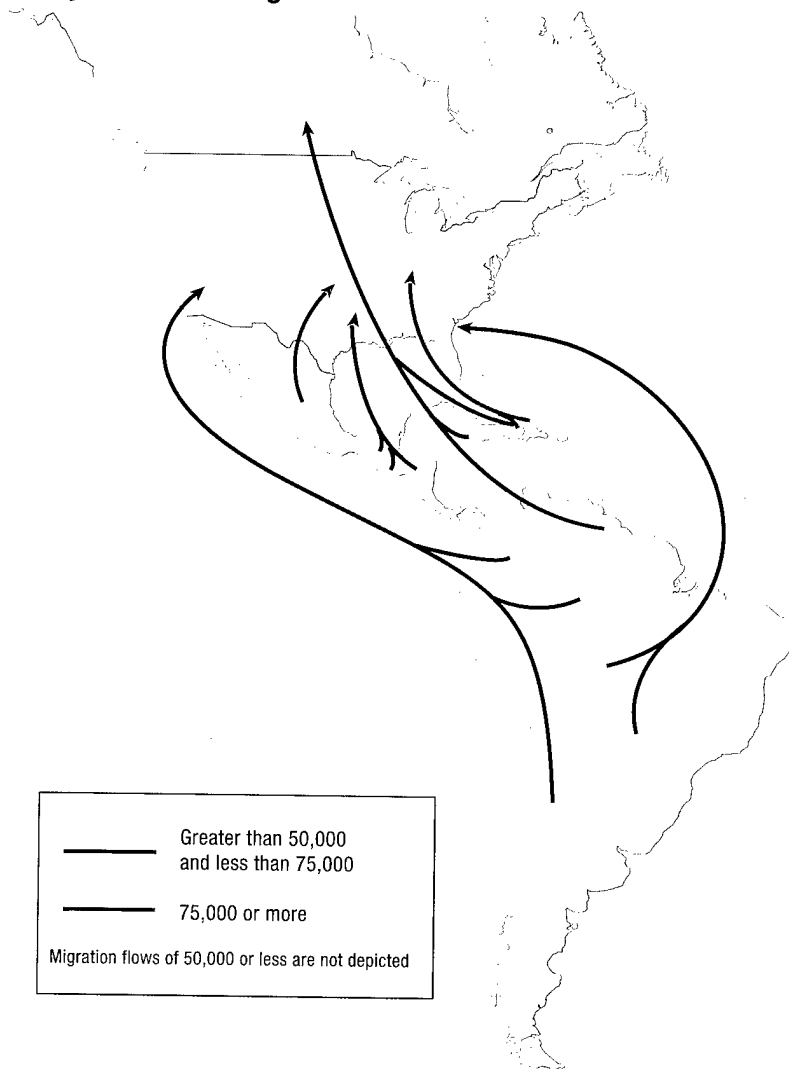 Greater than 50,000
and less than 75,000
75,000 or more
Migration flows of 50,000 or less are not depicted